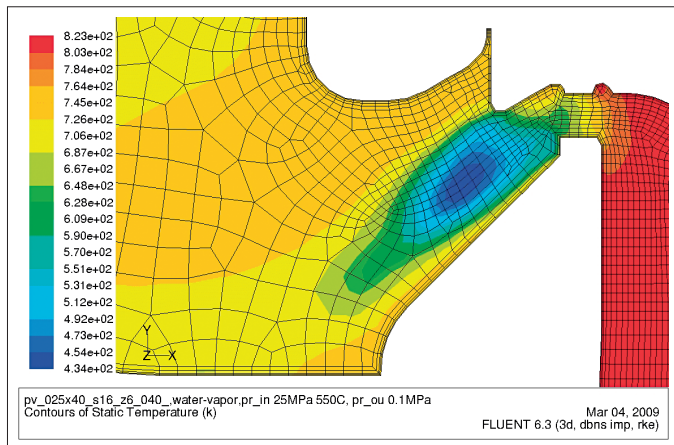 8.23e+02
8.03e+02
7.84e+02
7.64e+02
7.45e+02
7.26e+02
7.06e+02
6.87e+02
6.67e+02
6.48e+02
6.28e+02
6.09e+02
5.90e+02
5.70e+02
5.51e+02
5.31e+02
5.12e+02
4.92e+02
4.73e+02
4.54e+02
4.34e+02
Y
Z X
pv_025x40_s16_z6_040_,water-vapor,pr_in 25MPa 550C, pr_ou 0.1MPa
Contours of Static Temperature (k)
Mar 04, 2009
FLUENT 6.3 (3d, dbns imp, rke)